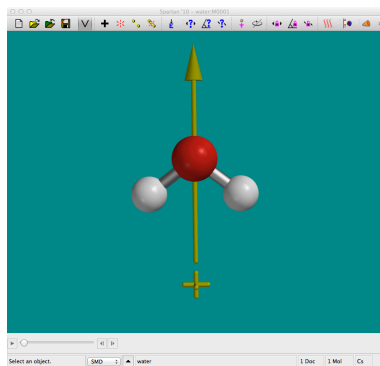 Spartan '10 - water:M0001
Select an object. SMD water 1 Doc 1 Mol Cs